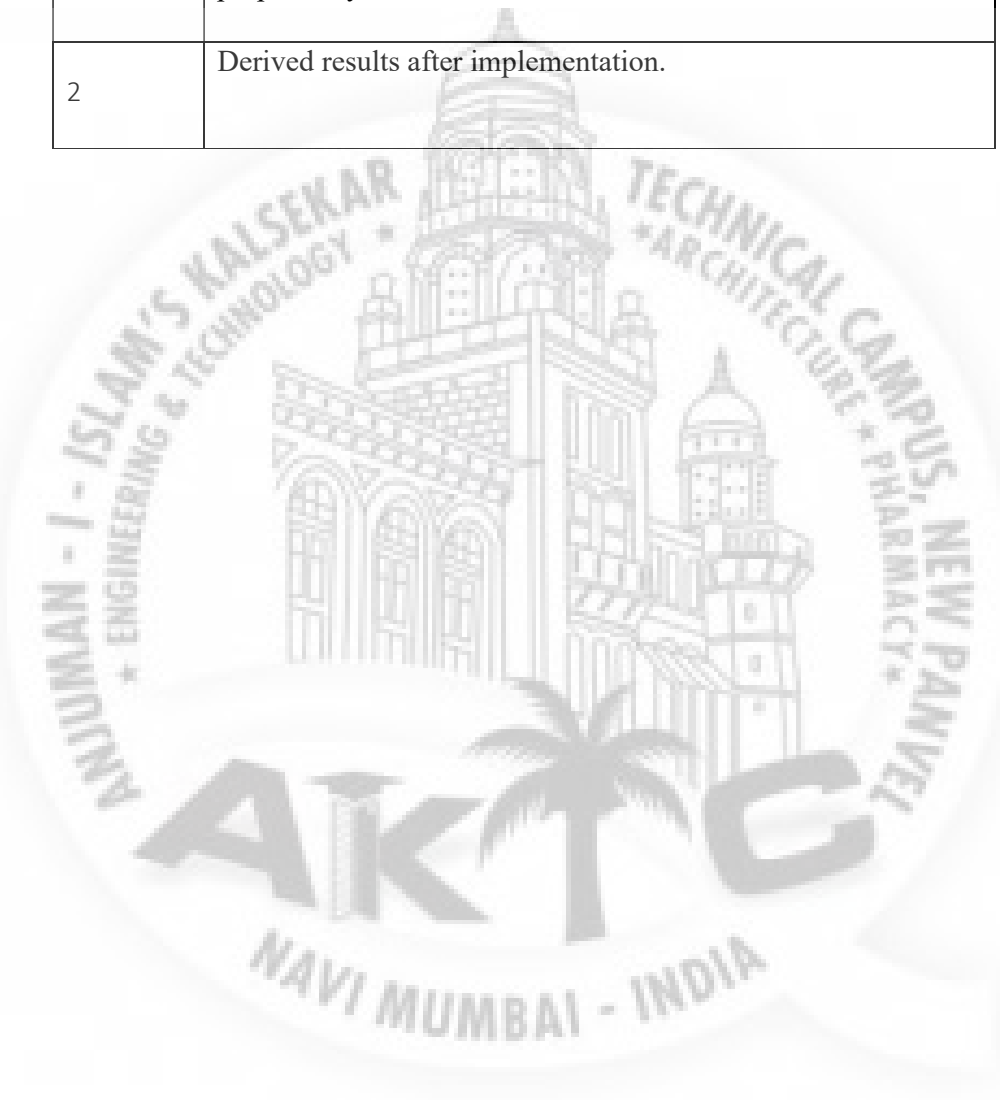 Derived results after implementation.
2
ANJUMAN - I - ISLAM'S KALSEKAR
TECHNICAL CAMPUS, NEW PANVEL
★ ENGINEERING & TECHNOLOGY ★
★ARCHITECTURE ★ PHARMACY★
AIKTC
NAVI MUMBAI - INDIA